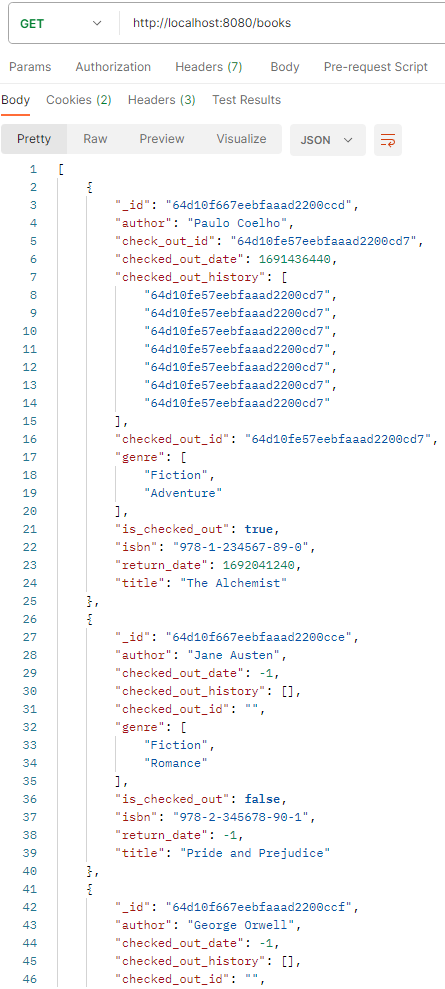 GET http://localhost:8080/books
Params Authorization Headers (7) Body Pre-request Script
Body Cookies (2) Headers (3) Test Results
Pretty Raw Preview Visualize JSON
1 [
2 {
3 "_id": "64d10f667eebfaaad2200ccd",
4 "author": "Paulo Coelho",
5 "check_out_id": "64d10fe57eebfaaad2200cd7",
6 "checked_out_date": 1691436440,
7 "checked_out_history": [
8 "64d10fe57eebfaaad2200cd7",
9 "64d10fe57eebfaaad2200cd7",
10 "64d10fe57eebfaaad2200cd7",
11 "64d10fe57eebfaaad2200cd7",
12 "64d10fe57eebfaaad2200cd7",
13 "64d10fe57eebfaaad2200cd7",
14 "64d10fe57eebfaaad2200cd7"
15 ],
16 "checked_out_id": "64d10fe57eebfaaad2200cd7",
17 "genre": [
18 "Fiction",
19 "Adventure"
20 ],
21 "is_checked_out": true,
22 "isbn": "978-1-234567-89-0",
23 "return_date": 1692041240,
24 "title": "The Alchemist"
25 },
26 {
27 "_id": "64d10f667eebfaaad2200cce",
28 "author": "Jane Austen",
29 "checked_out_date": -1,
30 "checked_out_history": [],
31 "checked_out_id": "",
32 "genre": [
33 "Fiction",
34 "Romance"
35 ],
36 "is_checked_out": false,
37 "isbn": "978-2-345678-90-1",
38 "return_date": -1,
39 "title": "Pride and Prejudice"
40 },
41 {
42 "_id": "64d10f667eebfaaad2200ccf",
43 "author": "George Orwell",
44 "checked_out_date": -1,
45 "checked_out_history": [],
46 "checked_out_id": "",